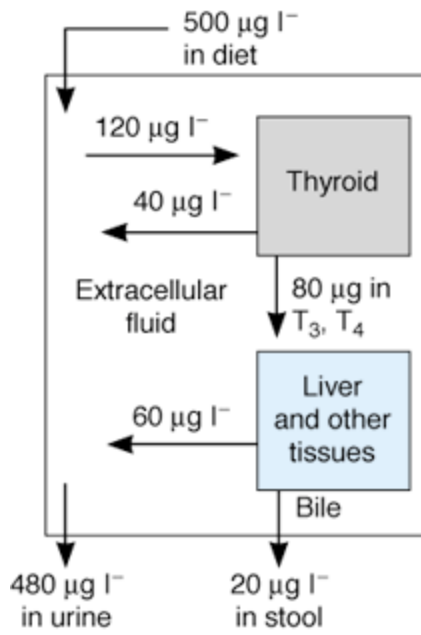 500 μg I⁻
in diet
120 μg I⁻
Thyroid
40 μg I⁻
Extracellular
fluid
80 μg in
T₃, T₄
Liver
and other
tissues
60 μg I⁻
Bile
480 μg I⁻
in urine
20 μg I⁻
in stool